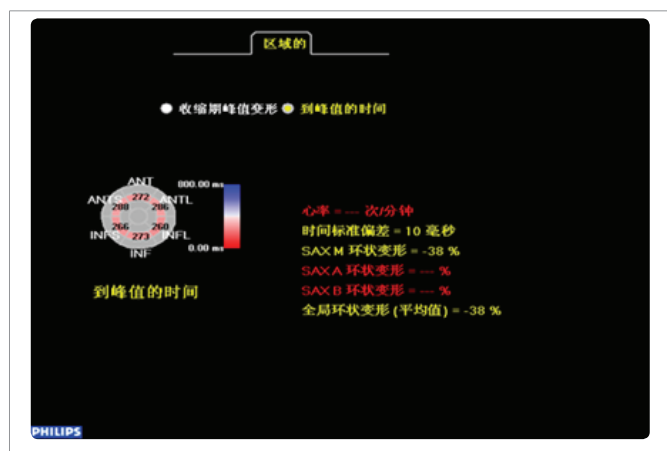 区域的
收缩期峰值变形 到峰值的时间
ANT
ANTS ANTL
272
288 286
266 260
273
INFS INFL
INF
800.00 ms
0.00 ms
到峰值的时间
心率 = --- 次/分钟
时间标准偏差 = 10 毫秒
SAX M 环状变形 = -38 %
SAX A 环状变形 = --- %
SAX B 环状变形 = --- %
全局环状变形 (平均值) = -38 %
PHILIPS